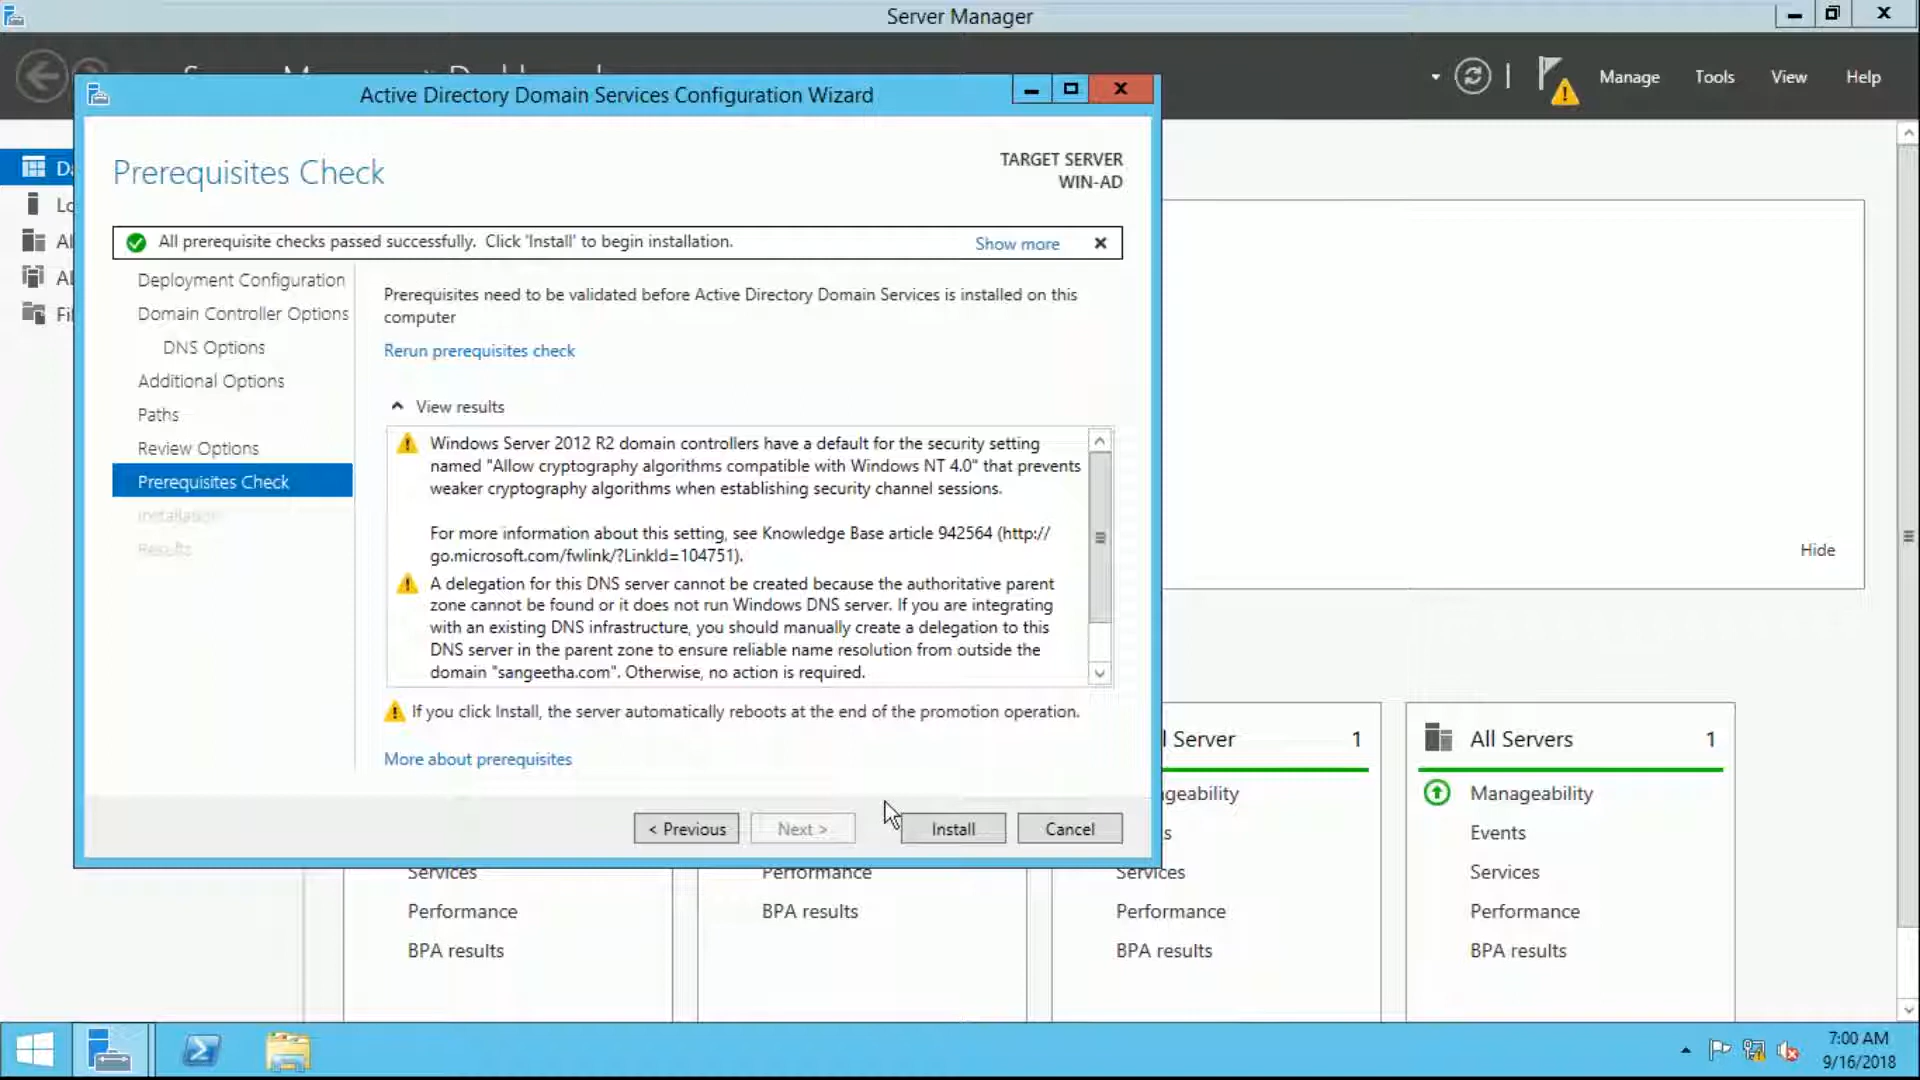 Server Manager
Manage
Tools
View
Help
Active Directory Domain Services Configuration Wizard
Prerequisites Check
TARGET SERVER
WIN-AD
All prerequisite checks passed successfully. Click 'Install' to begin installation.
Show more
Deployment Configuration
Domain Controller Options
DNS Options
Additional Options
Paths
Review Options
Prerequisites Check
Installation
Results
Prerequisites need to be validated before Active Directory Domain Services is installed on this
computer
Rerun prerequisites check
View results
Windows Server 2012 R2 domain controllers have a default for the security setting
named "Allow cryptography algorithms compatible with Windows NT 4.0" that prevents
weaker cryptography algorithms when establishing security channel sessions.
For more information about this setting, see Knowledge Base article 942564 (http://
go.microsoft.com/fwlink/?LinkId=104751).
A delegation for this DNS server cannot be created because the authoritative parent
zone cannot be found or it does not run Windows DNS server. If you are integrating
with an existing DNS infrastructure, you should manually create a delegation to this
DNS server in the parent zone to ensure reliable name resolution from outside the
domain "sangeetha.com". Otherwise, no action is required.
If you click Install, the server automatically reboots at the end of the promotion operation.
More about prerequisites
< Previous
Next >
Install
Cancel
Hide
l Server 1
geability
s
Services
Performance
BPA results
All Servers 1
Manageability
Events
Services
Performance
BPA results
Services
Performance
BPA results
Performance
BPA results
7:00 AM
9/16/2018